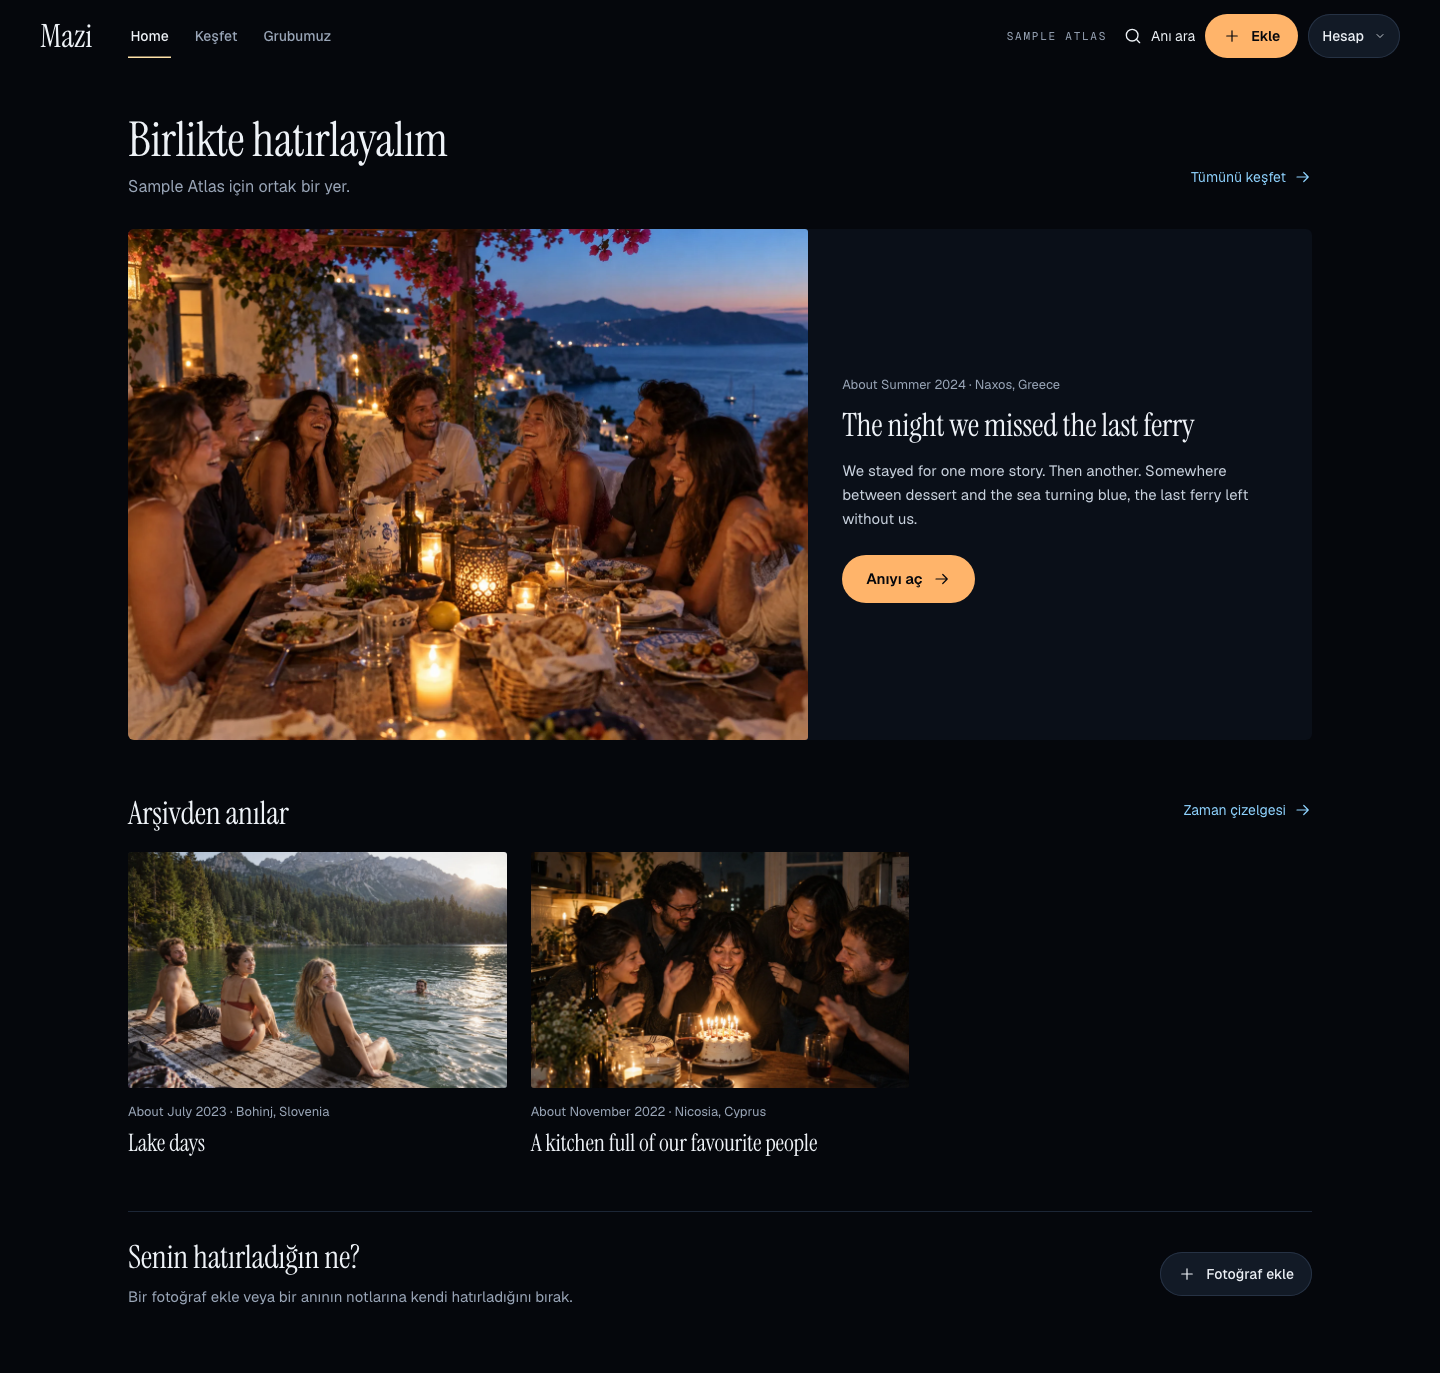 Mazi
Home
Keşfet
Grubumuz
SAMPLE ATLAS
Anı ara
Ekle
Hesap
Birlikte hatırlayalım
Sample Atlas için ortak bir yer.
Tümünü keşfet
About Summer 2024 · Naxos, Greece
The night we missed the last ferry
We stayed for one more story. Then another. Somewhere
between dessert and the sea turning blue, the last ferry left
without us.
Anıyı aç
Arşivden anılar
Zaman çizelgesi
About July 2023 · Bohinj, Slovenia
Lake days
About November 2022 · Nicosia, Cyprus
A kitchen full of our favourite people
Senin hatırladığın ne?
Bir fotoğraf ekle veya bir anının notlarına kendi hatırladığını bırak.
Fotoğraf ekle